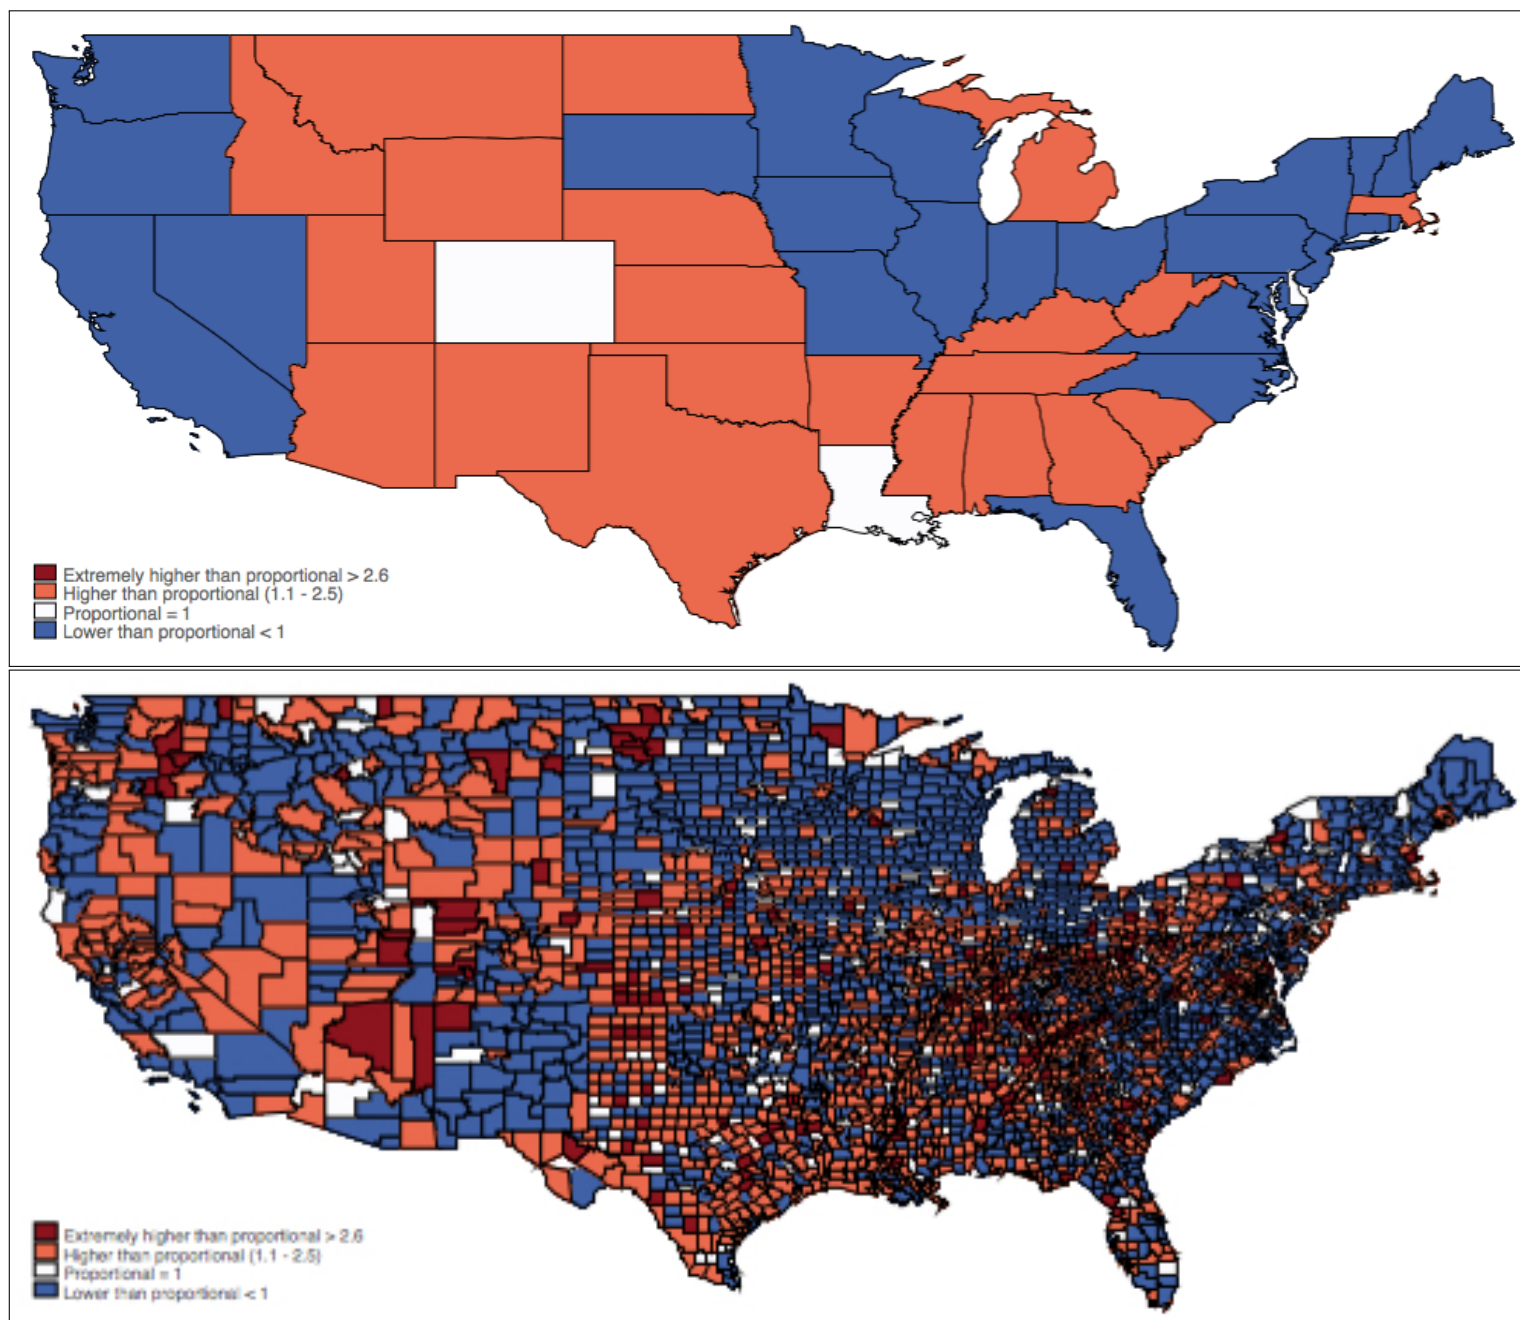 Extremely higher than proportional > 2.6
Higher than proportional (1.1 - 2.5)
Proportional = 1
Lower than proportional < 1
Extremely higher than proportional > 2.6
Higher than proportional (1.1 - 2.5)
Proportional = 1
Lower than proportional < 1